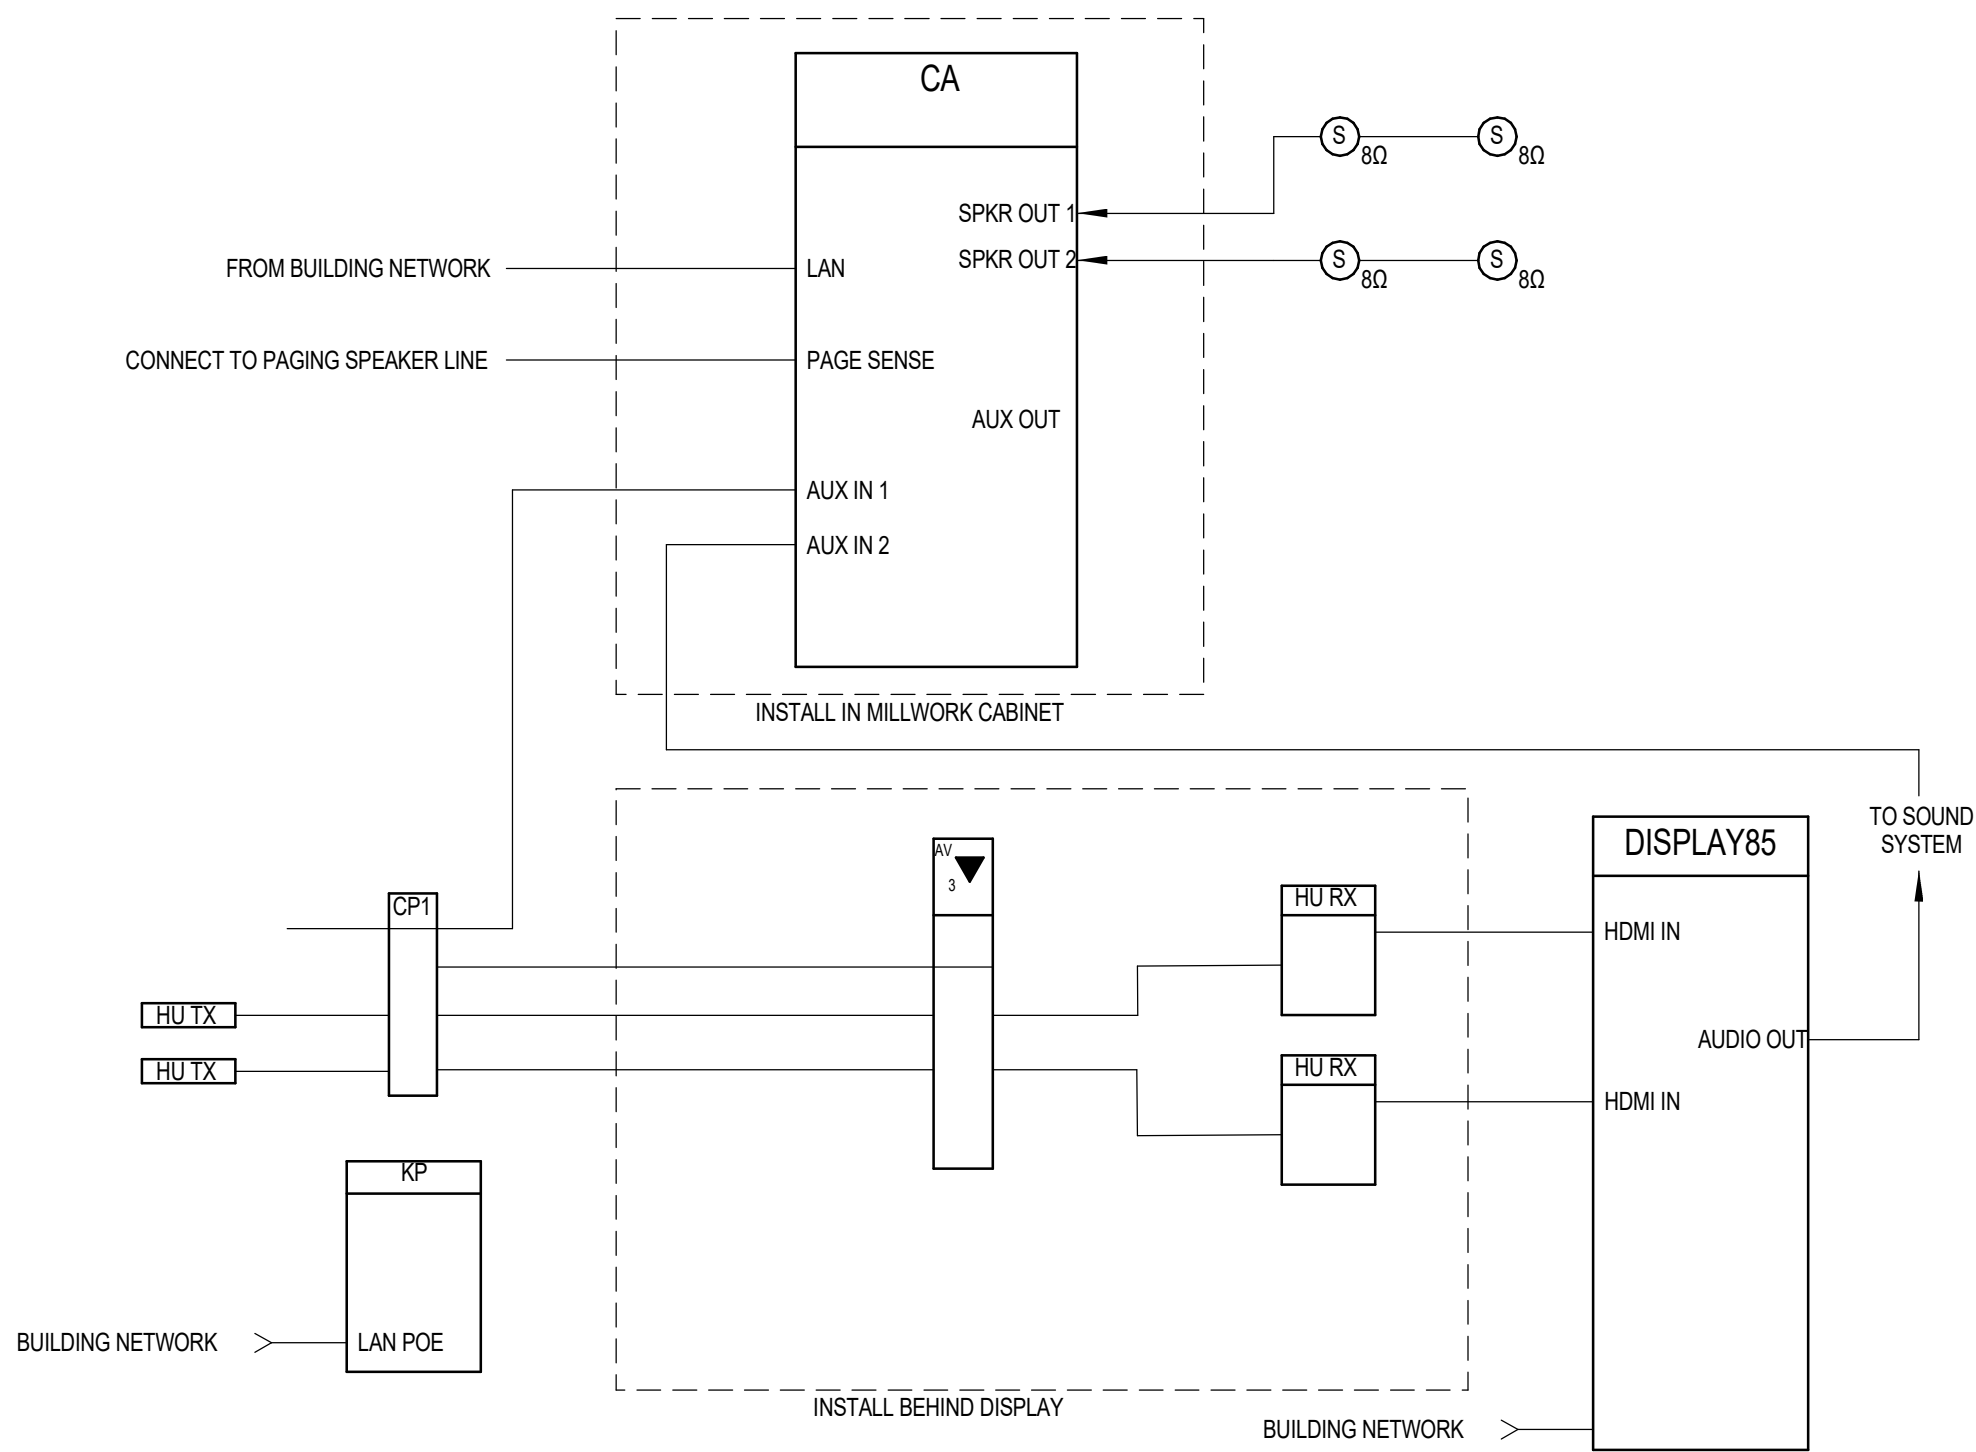 CA
S
8Ω
S
8Ω
SPKR OUT 1
FROM BUILDING NETWORK
LAN
SPKR OUT 2
S
8Ω
S
8Ω
CONNECT TO PAGING SPEAKER LINE
PAGE SENSE
AUX OUT
AUX IN 1
AUX IN 2
INSTALL IN MILLWORK CABINET
TO SOUND
SYSTEM
DISPLAY85
AV
3
CP1
HU RX
HDMI IN
HU TX
HU TX
AUDIO OUT
HU RX
HDMI IN
KP
BUILDING NETWORK
LAN POE
INSTALL BEHIND DISPLAY
BUILDING NETWORK